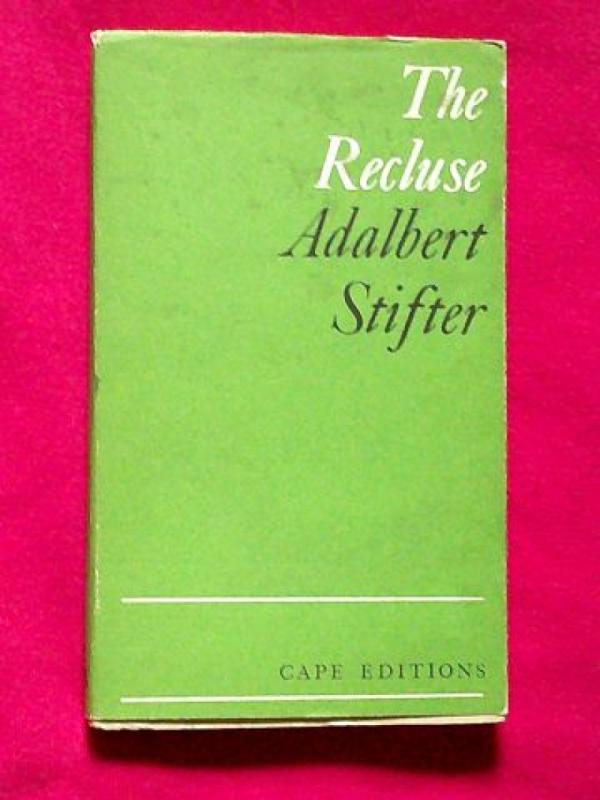 The
Recluse
Adalbert
Stifter
CAPE EDITIONS